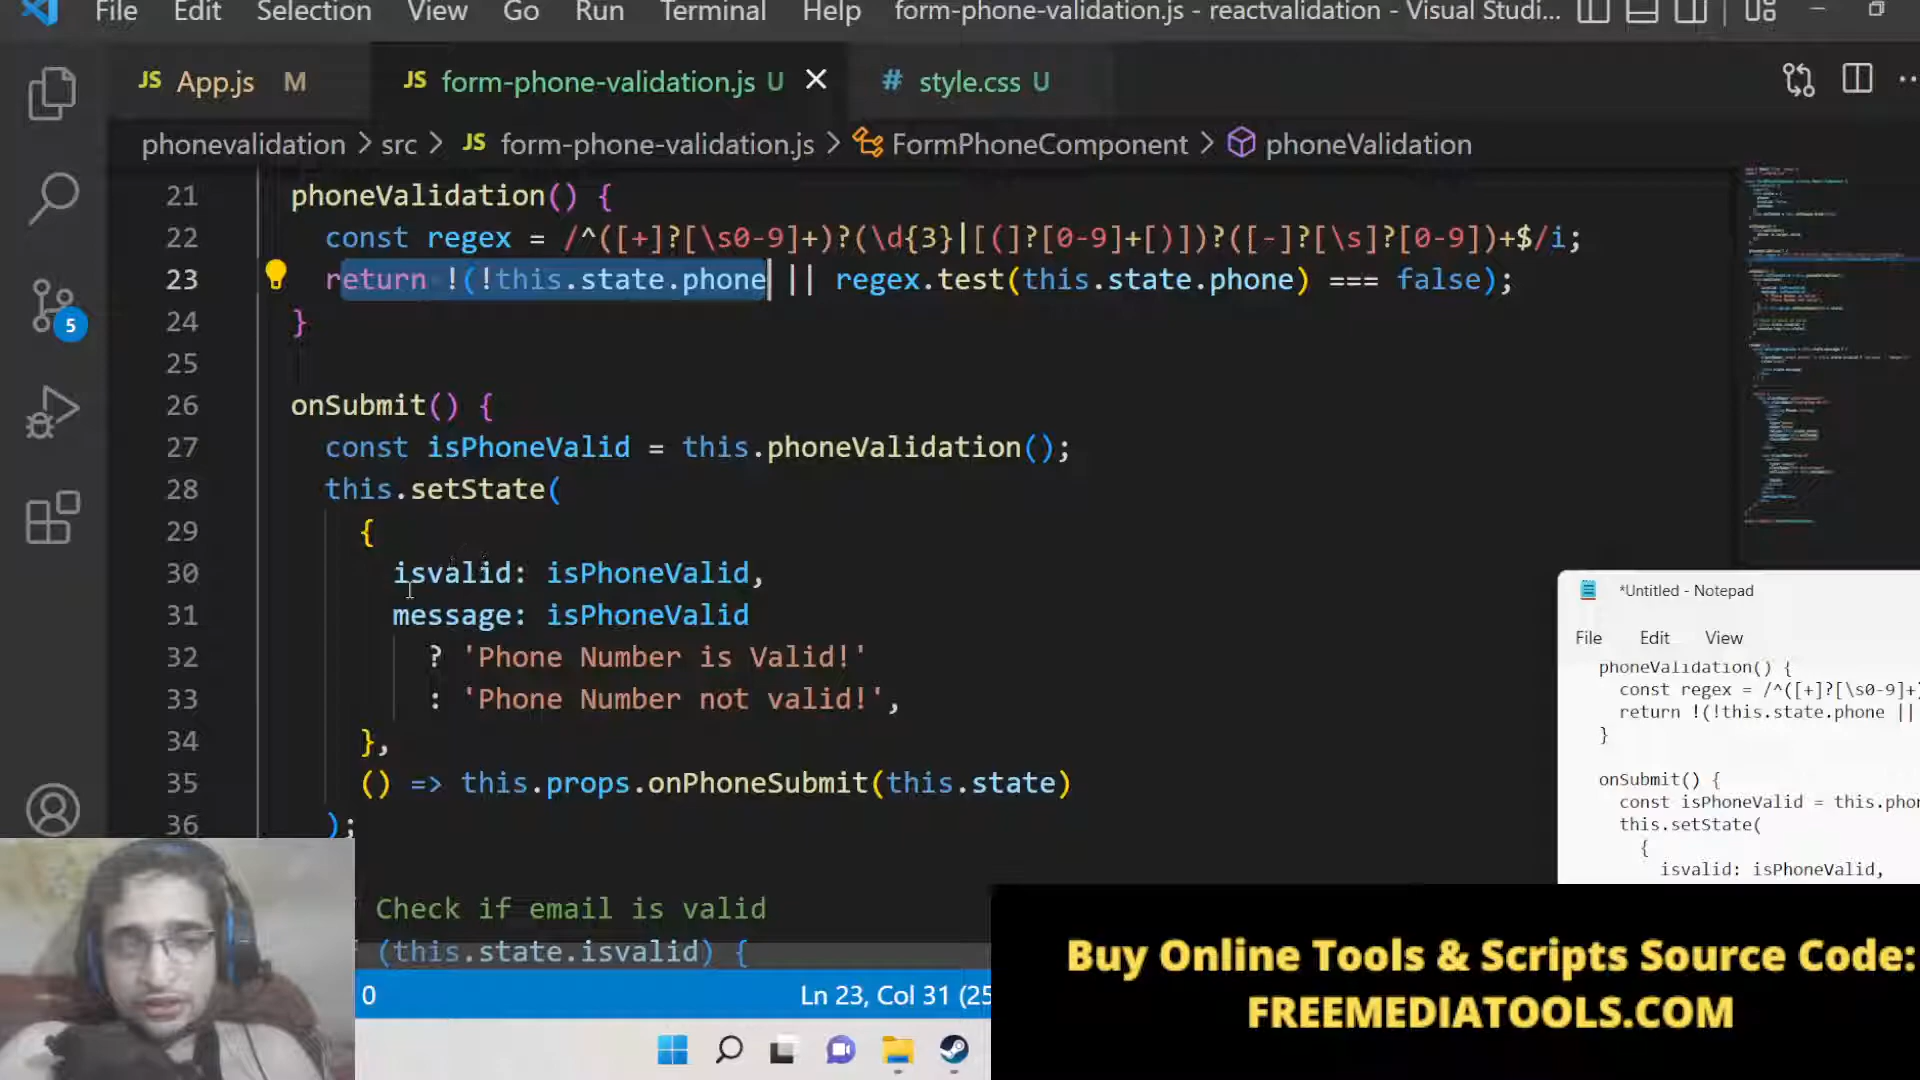 File Edit Selection View Go Run Terminal Help form-phone-validation.js - reactvalidation - Visual Studi...
JS App.js M JS form-phone-validation.js U # style.css U
phonevalidation > src > JS form-phone-validation.js > FormPhoneComponent > phoneValidation
21 phoneValidation() {
22 const regex = /^([+]?[\s0-9]+)?(\d{3}|[(]?[0-9]+[)])?([-]?[\s]?[0-9])+$/i;
23 return !(!this.state.phone || regex.test(this.state.phone) === false);
24 }
25
26 onSubmit() {
27 const isPhoneValid = this.phoneValidation();
28 this.setState(
29 {
30 isvalid: isPhoneValid,
31 message: isPhoneValid
32 ? 'Phone Number is Valid!'
33 : 'Phone Number not valid!',
34 },
35 () => this.props.onPhoneSubmit(this.state)
36 );
Check if email is valid
(this.state.isvalid) {
5
0 Ln 23, Col 31 (25
*Untitled - Notepad
File Edit View
phoneValidation() {
const regex = /^([+]?[\s0-9]+)
return !(!this.state.phone ||
}
onSubmit() {
const isPhoneValid = this.phon
this.setState(
{
isvalid: isPhoneValid,
Buy Online Tools & Scripts Source Code:
FREEMEDIATOOLS.COM